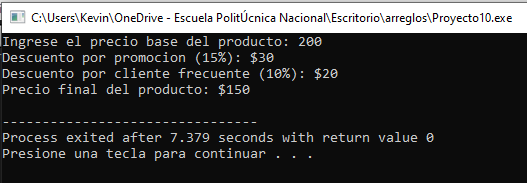 C:\Users\Kevin\OneDrive - Escuela PolitÚcnica Nacional\Escritorio\arreglos\Proyecto10.exe
Ingrese el precio base del producto: 200
Descuento por promocion (15%): $30
Descuento por cliente frecuente (10%): $20
Precio final del producto: $150
--------------------------------
Process exited after 7.379 seconds with return value 0
Presione una tecla para continuar . . .